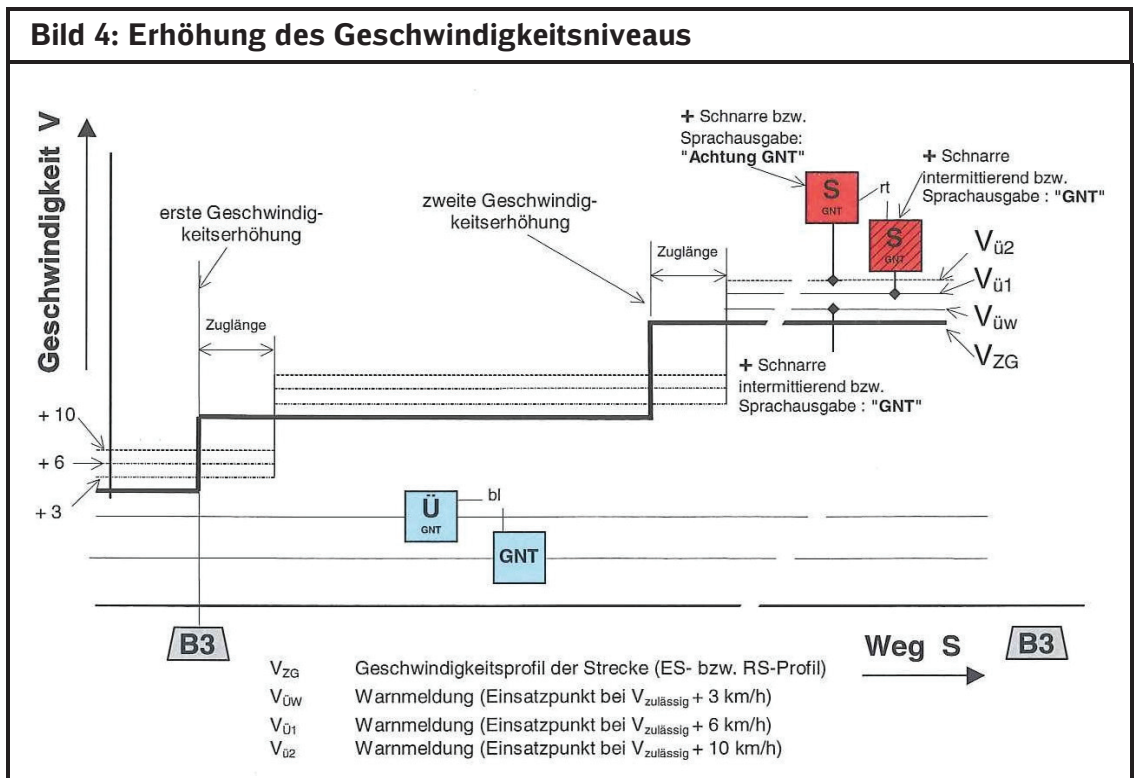 Bild 4: Erhöhung des Geschwindigkeitsniveaus
Geschwindigkeit V
+ Schnarre bzw.
Sprachausgabe:
"Achtung GNT"
+ Schnarre
intermittierend bzw.
Sprachausgabe : "GNT"
erste Geschwindig-
keitserhöhung
zweite Geschwindig-
keitserhöhung
S
GNT
rt
S
GNT
Zuglänge
Zuglänge
Vü2
Vü1
Vüw
VZG
+ Schnarre
intermittierend bzw.
Sprachausgabe : "GNT"
+ 10
+ 6
+ 3
Ü
GNT
bl
GNT
B3
Weg S
B3
VZG Geschwindigkeitsprofil der Strecke (ES- bzw. RS-Profil)
VÜW Warnmeldung (Einsatzpunkt bei Vzulässig + 3 km/h)
VÜ1 Warnmeldung (Einsatzpunkt bei Vzulässig + 6 km/h)
Vü2 Warnmeldung (Einsatzpunkt bei Vzulässig + 10 km/h)